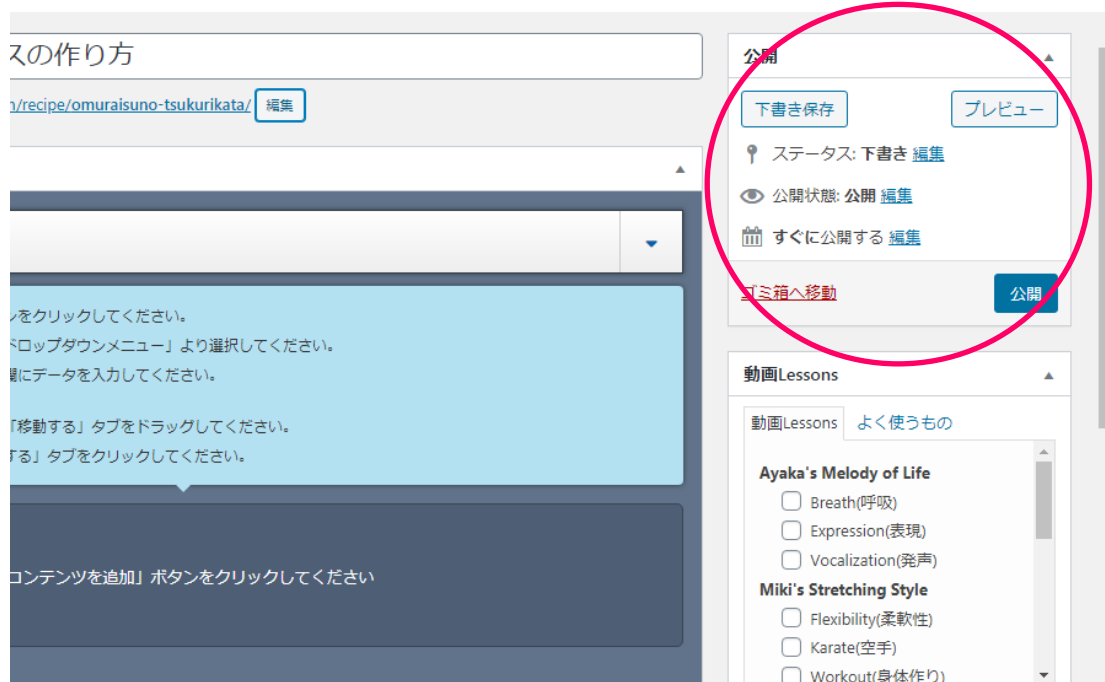 スの作り方
n/recipe/omuraisuno-tsukurikata/ 編集
をクリックしてください。
ドロップダウンメニュー」より選択してください。
にデータを入力してください。
「移動する」タブをドラッグしてください。
する」タブをクリックしてください。
コンテンツを追加」ボタンをクリックしてください
公開
下書き保存 プレビュー
ステータス: 下書き 編集
公開状態: 公開 編集
すぐに公開する 編集
ゴミ箱へ移動 公開
動画Lessons
動画Lessons よく使うもの
Ayaka's Melody of Life
Breath(呼吸)
Expression(表現)
Vocalization(発声)
Miki's Stretching Style
Flexibility(柔軟性)
Karate(空手)
Workout(身体作り)